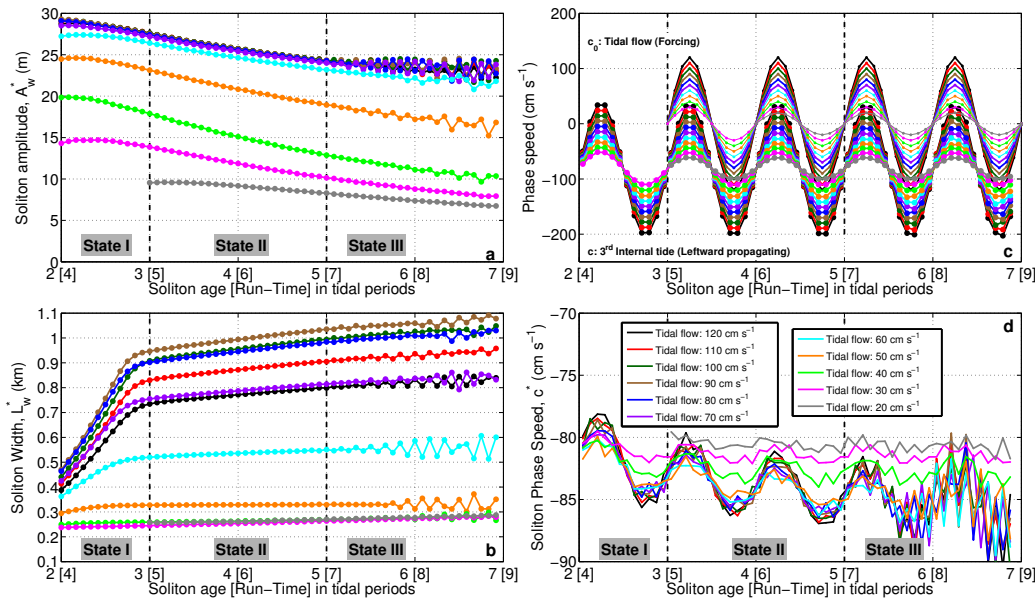 30
25
20
15
10
5
0
Soliton amplitude, A*w (m)
State I
State II
State III
a
2 [4]
3 [5]
4 [6]
5 [7]
6 [8]
7 [9]
Soliton age [Run−Time] in tidal periods
200
150
100
50
0
−50
−100
−150
−200
−250
Phase speed (cm s−1)
c0: Tidal flow (Forcing)
c: 3rd Internal tide (Leftward propagating)
c
2 [4]
3 [5]
4 [6]
5 [7]
6 [8]
7 [9]
Soliton age [Run−Time] in tidal periods
1.1
1.0
0.9
0.8
0.7
0.6
0.5
0.4
0.3
0.2
0.1
Soliton Width, L*w (km)
State I
State II
State III
b
2 [4]
3 [5]
4 [6]
5 [7]
6 [8]
7 [9]
Soliton age [Run−Time] in tidal periods
−70
−75
−80
−85
−90
Soliton Phase Speed, c* (cm s−1)
d
Tidal flow: 120 cm s−1
Tidal flow: 110 cm s−1
Tidal flow: 100 cm s−1
Tidal flow: 90 cm s−1
Tidal flow: 80 cm s−1
Tidal flow: 70 cm s−1
Tidal flow: 60 cm s−1
Tidal flow: 50 cm s−1
Tidal flow: 40 cm s−1
Tidal flow: 30 cm s−1
Tidal flow: 20 cm s−1
State I
State II
State III
2 [4]
3 [5]
4 [6]
5 [7]
6 [8]
7 [9]
Soliton age [Run−Time] in tidal periods